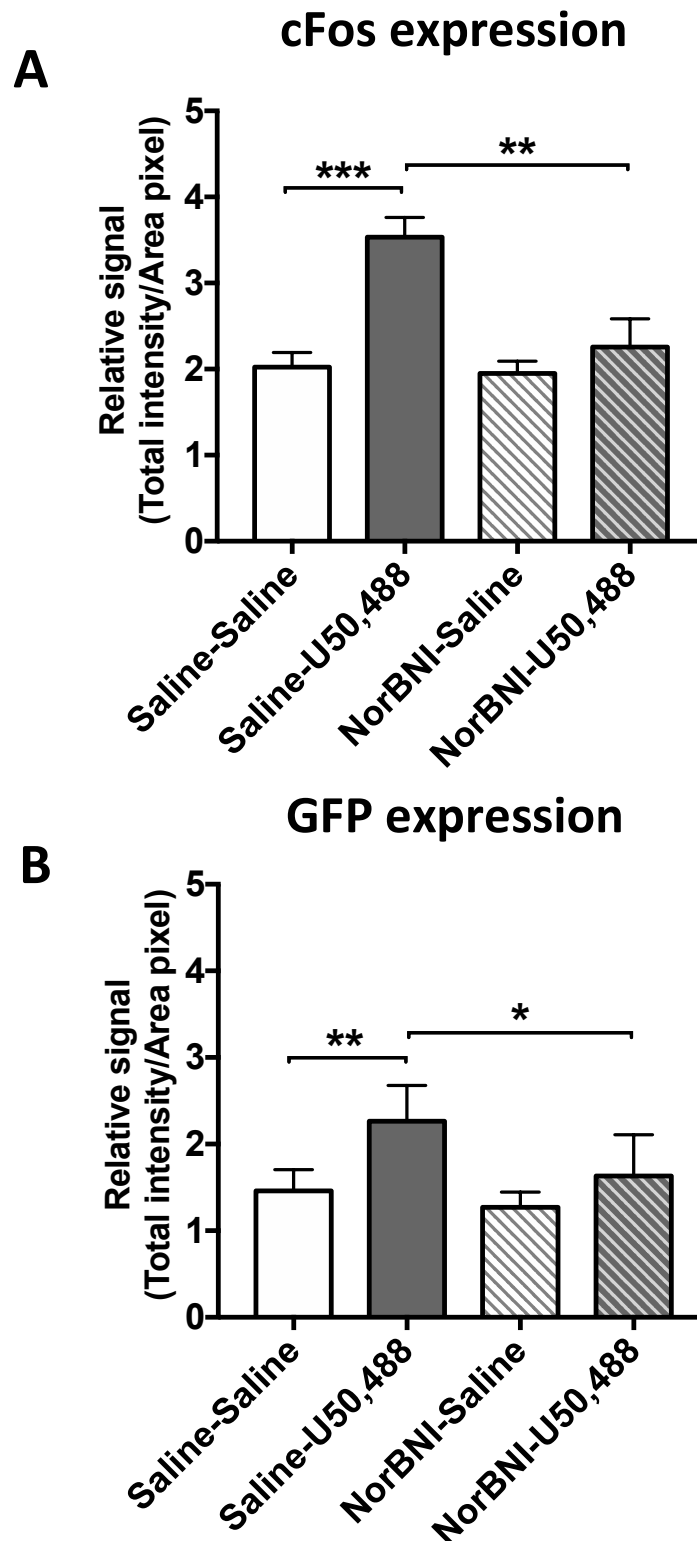 cFos expression
A
Relative signal
(Total intensity/Area pixel)
5
4
3
2
1
0
***
**
Saline-Saline
Saline-U50,488
NorBNI-Saline
NorBNI-U50,488
GFP expression
B
Relative signal
(Total intensity/Area pixel)
5
4
3
2
1
0
**
*
Saline-Saline
Saline-U50,488
NorBNI-Saline
NorBNI-U50,488